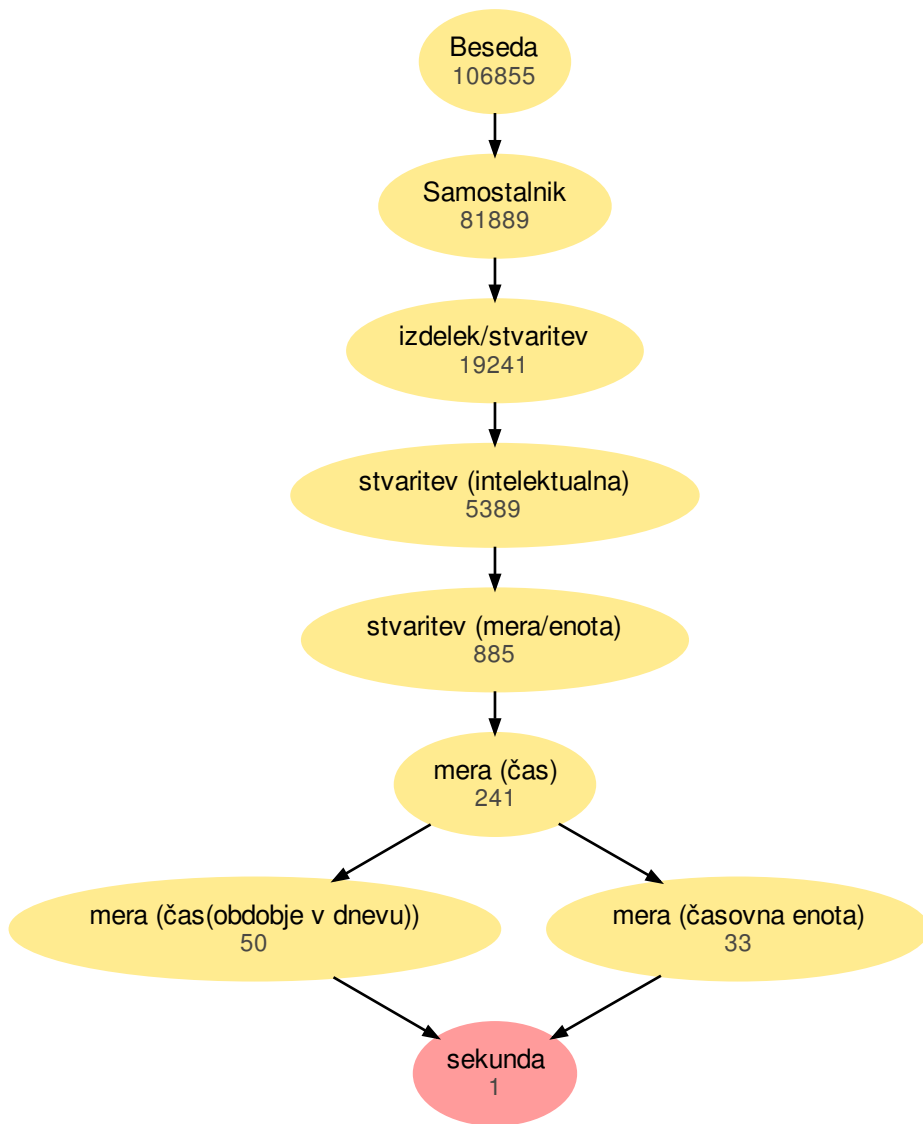 Beseda
106855
Samostalnik
81889
izdelek/stvaritev
19241
stvaritev (intelektualna)
5389
stvaritev (mera/enota)
885
mera (čas)
241
mera (čas(obdobje v dnevu))
50
mera (časovna enota)
33
sekunda
1